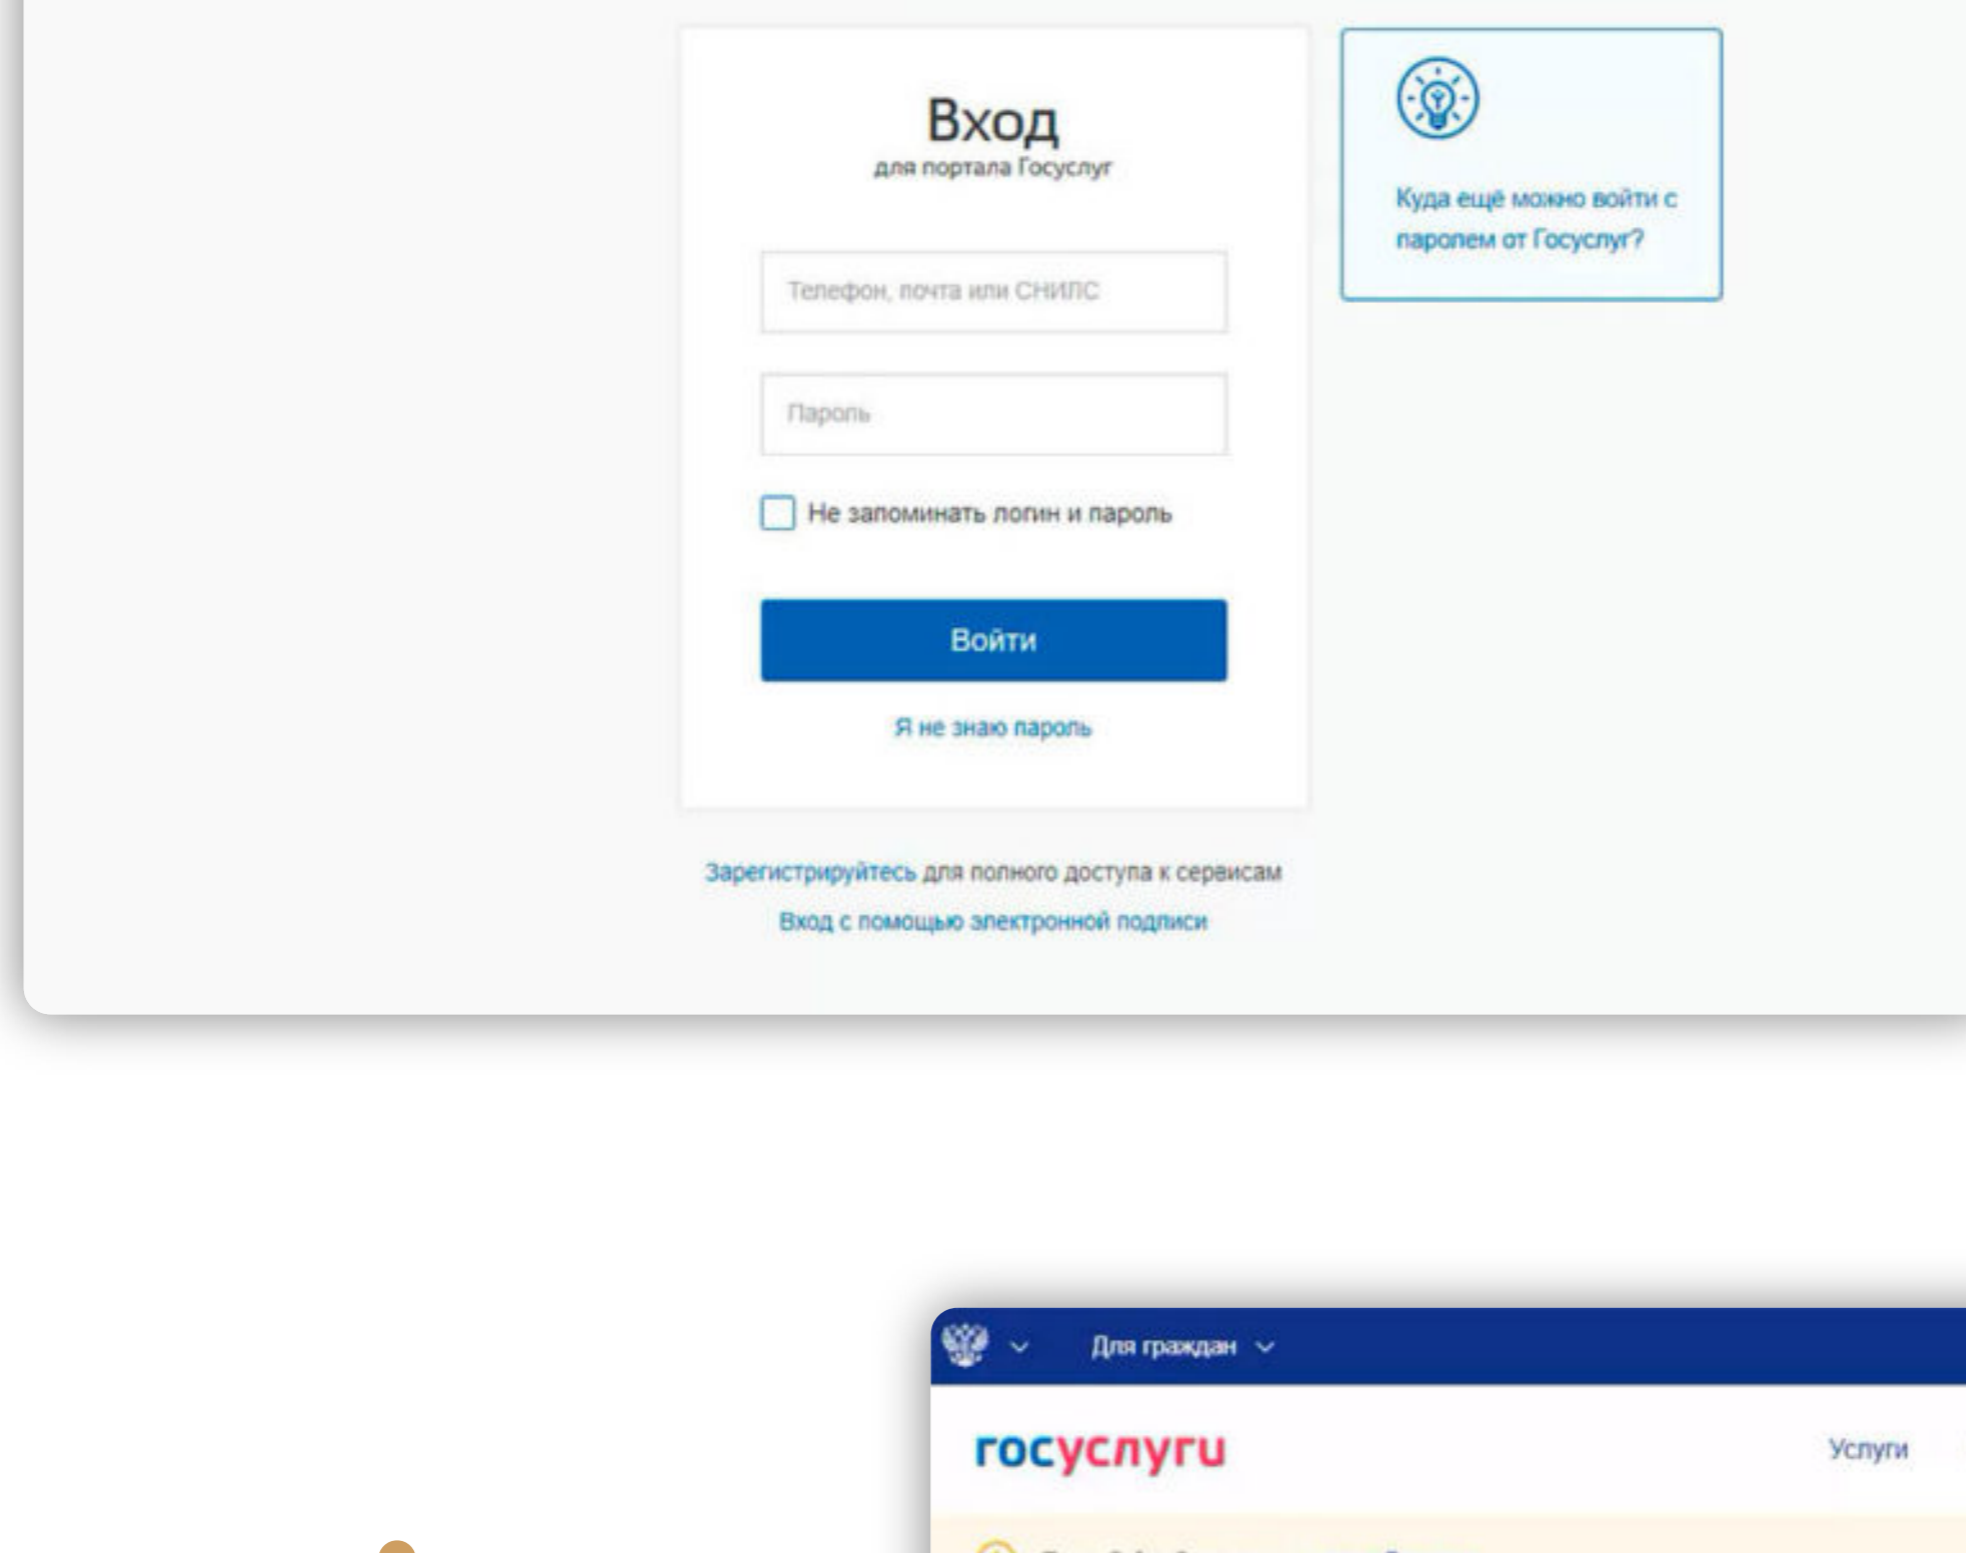 Вход
для портала Госуслуг
Куда ещё можно войти с
паролем от Госуслуг?
Телефон, почта или СНИЛС
Пароль
Не запоминать логин и пароль
Войти
Я не знаю пароль
Зарегистрируйтесь для полного доступа к сервисам
Вход с помощью электронной подписи
Для граждан
госуслуги
Услуги